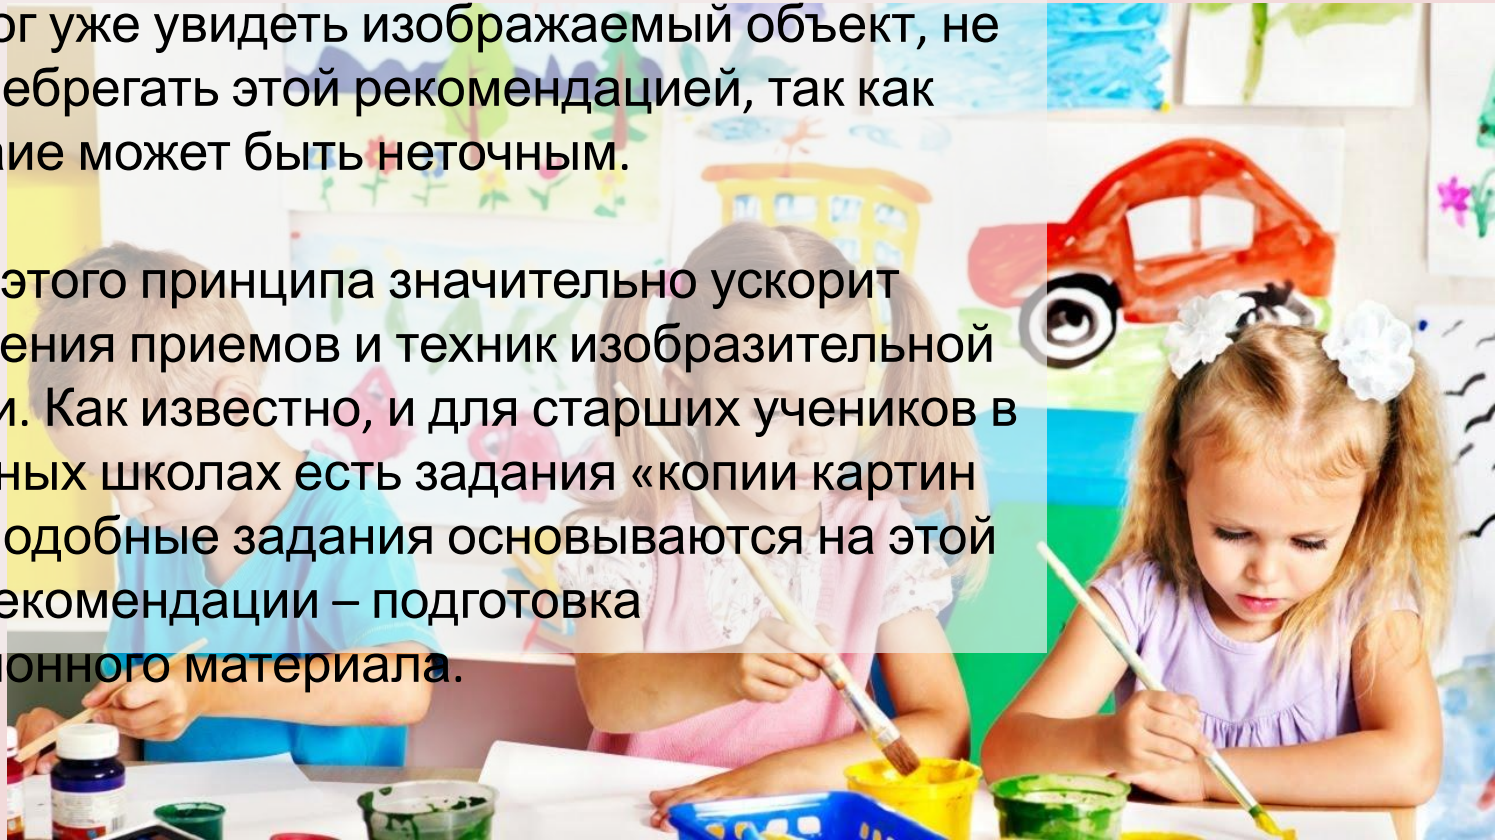 ог уже увидеть изображаемый объект, не
ебрегать этой рекомендацией, так как
аие может быть неточным.
этого принципа значительно ускорит
ения приемов и техник изобразительной
и. Как известно, и для старших учеников в
ных школах есть задания «копии картин
одобные задания основываются на этой
екомендации – подготовка
ионного материала.